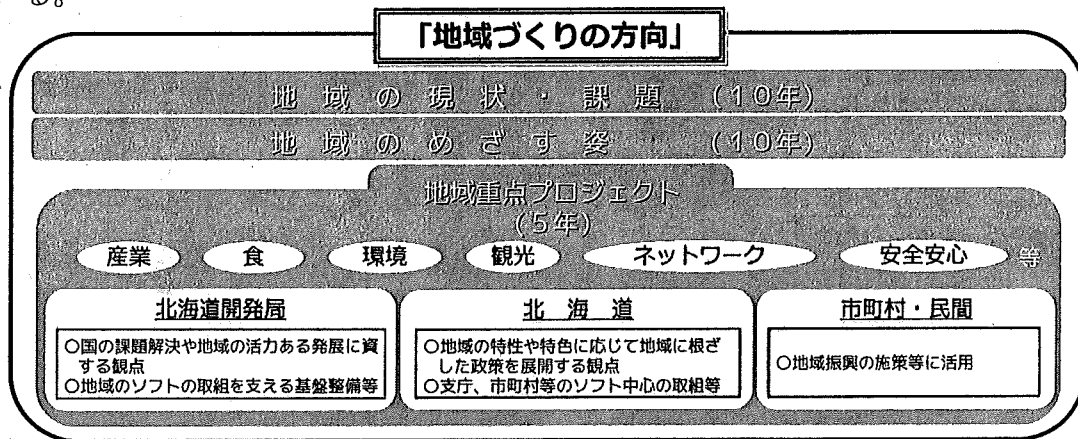 る。
「地域づくりの方向」
地域の現状・課題 (10年)
地域のめざす姿 (10年)
地域重点プロジェクト
(5年)
産業 食 環境 観光 ネットワーク 安全安心 等
北海道開発局
○国の課題解決や地域の活力ある発展に資
する観点
○地域のソフトの取組を支える基盤整備等
北 海 道
○地域の特性や特色に応じて地域に根ざ
した政策を展開する観点
○支庁、市町村等のソフト中心の取組等
市町村・民間
○地域振興の施策等に活用